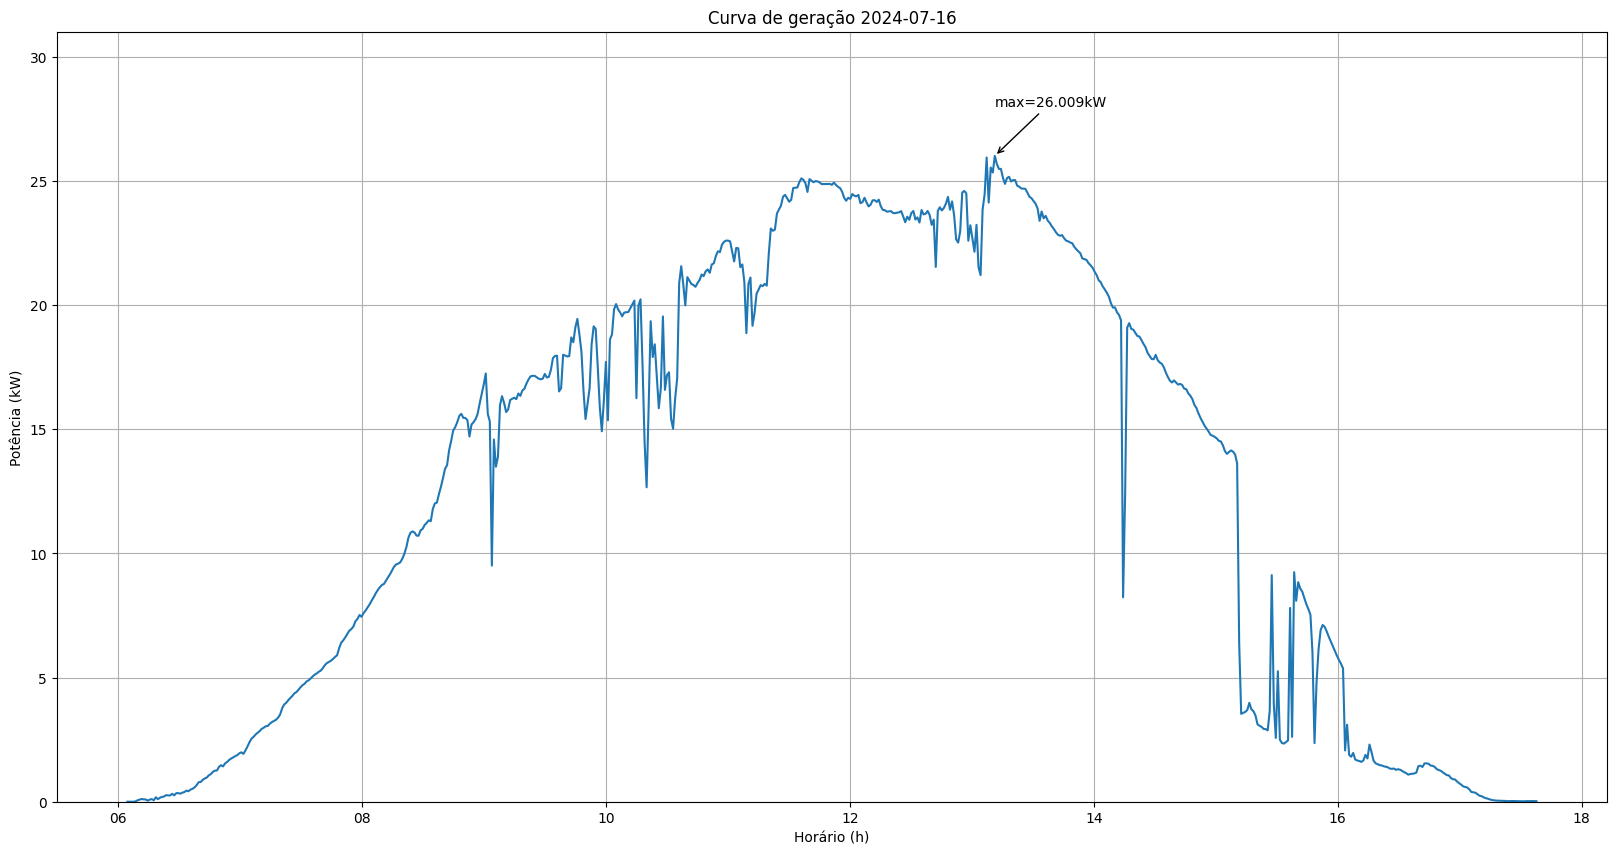 Curva de geração 2024-07-16
30
max=26.009kW
25
20
15
10
5
0
Potência (kW)
06 08 10 12 14 16 18
Horário (h)